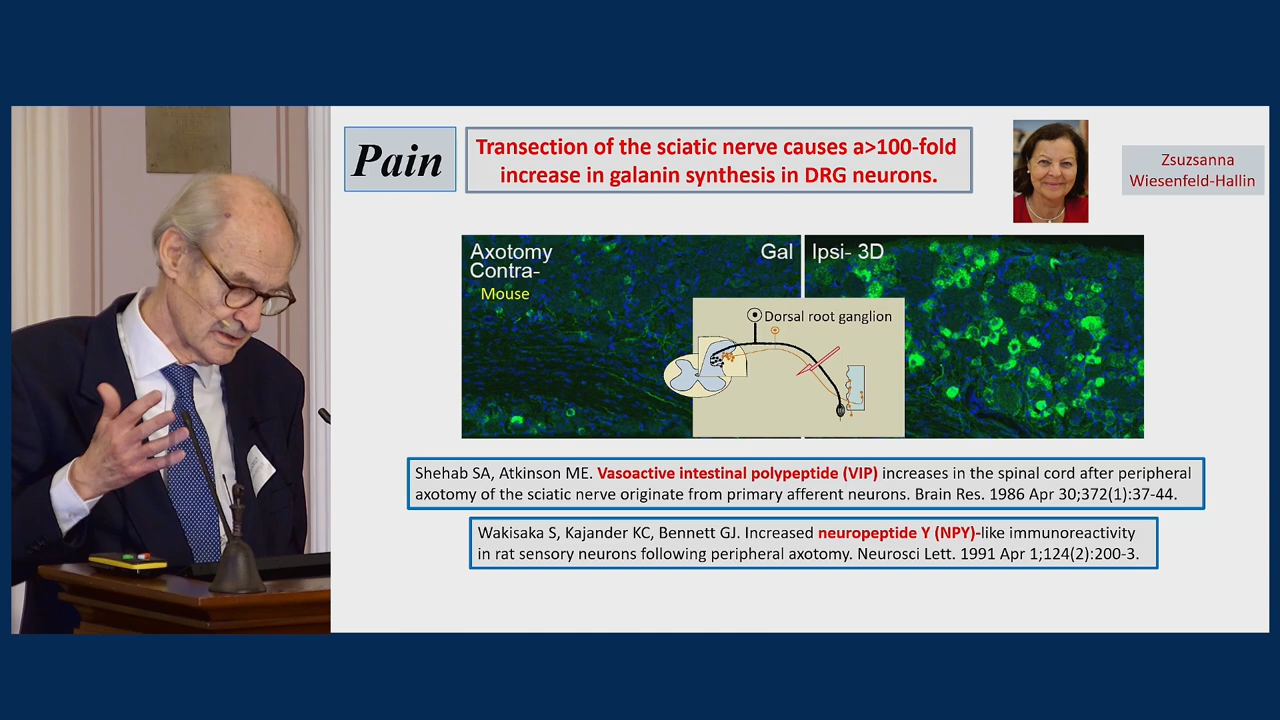 Pain
Transection of the sciatic nerve causes a>100-fold
increase in galanin synthesis in DRG neurons.
Zsuzsanna
Wiesenfeld-Hallin
Axotomy
Contra-
Mouse
Gal
Ipsi- 3D
Dorsal root ganglion
Shehab SA, Atkinson ME. Vasoactive intestinal polypeptide (VIP) increases in the spinal cord after peripheral
axotomy of the sciatic nerve originate from primary afferent neurons. Brain Res. 1986 Apr 30;372(1):37-44.
Wakisaka S, Kajander KC, Bennett GJ. Increased neuropeptide Y (NPY)-like immunoreactivity
in rat sensory neurons following peripheral axotomy. Neurosci Lett. 1991 Apr 1;124(2):200-3.